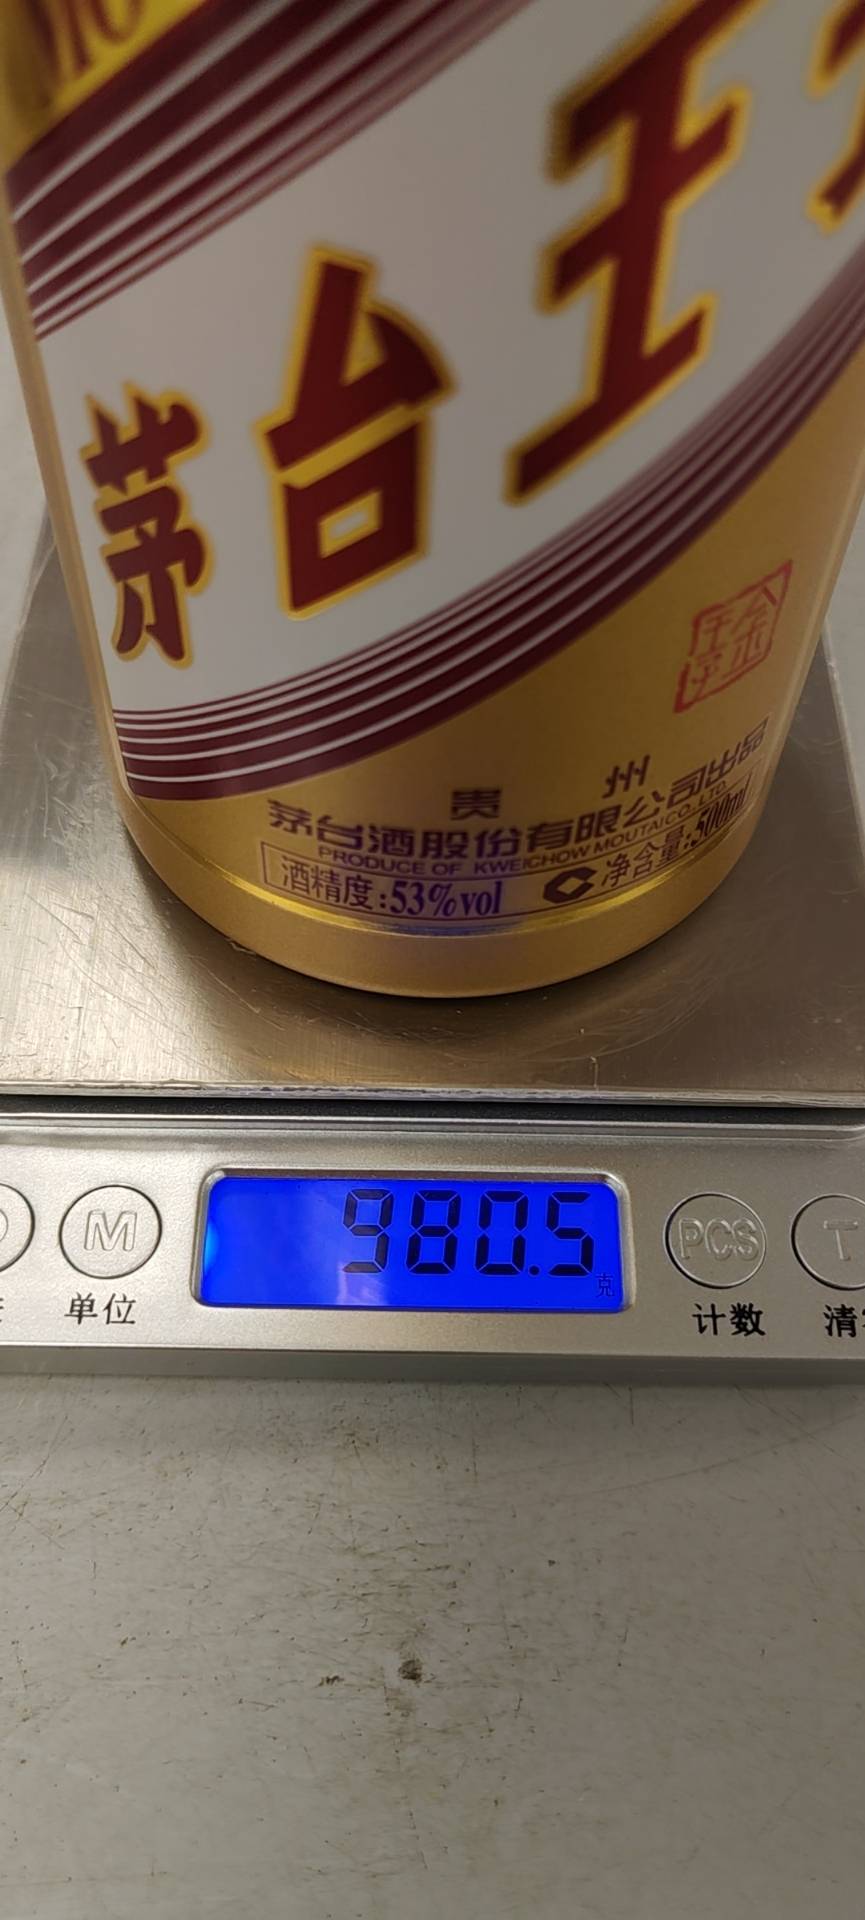 茅台王
贵州
茅台酒股份有限公司出品
PRODUCE OF KWEICHOW MOUTAI CO.,LTD
酒精度:53%vol 净含量:500ml
980.5
克
M
PCS
T
单位
计数
清